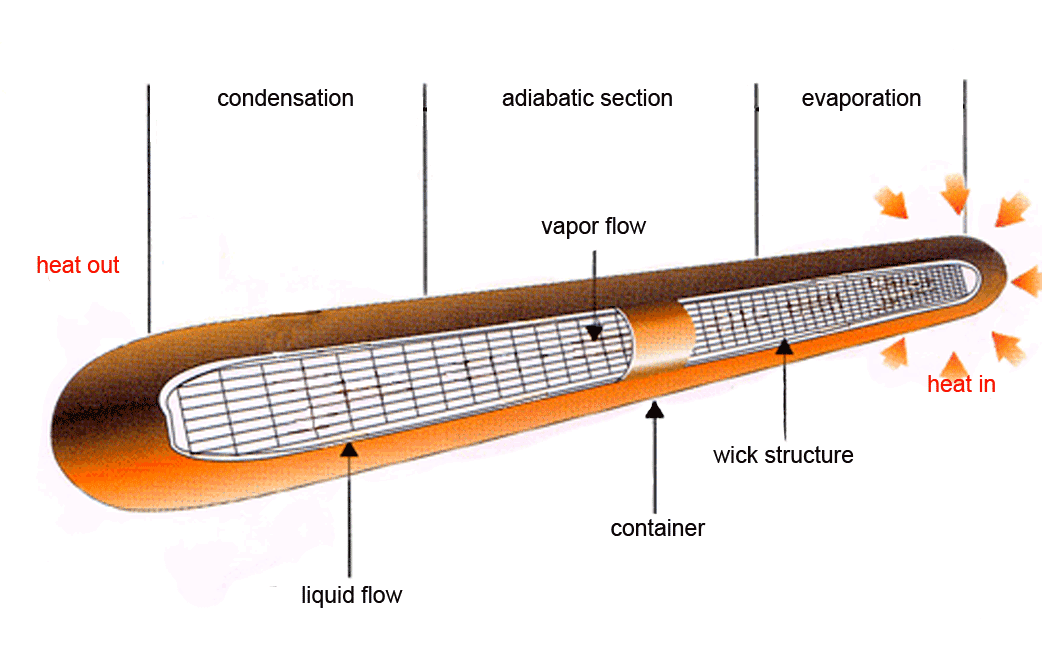 condensation
adiabatic section
evaporation
vapor flow
heat out
heat in
wick structure
container
liquid flow